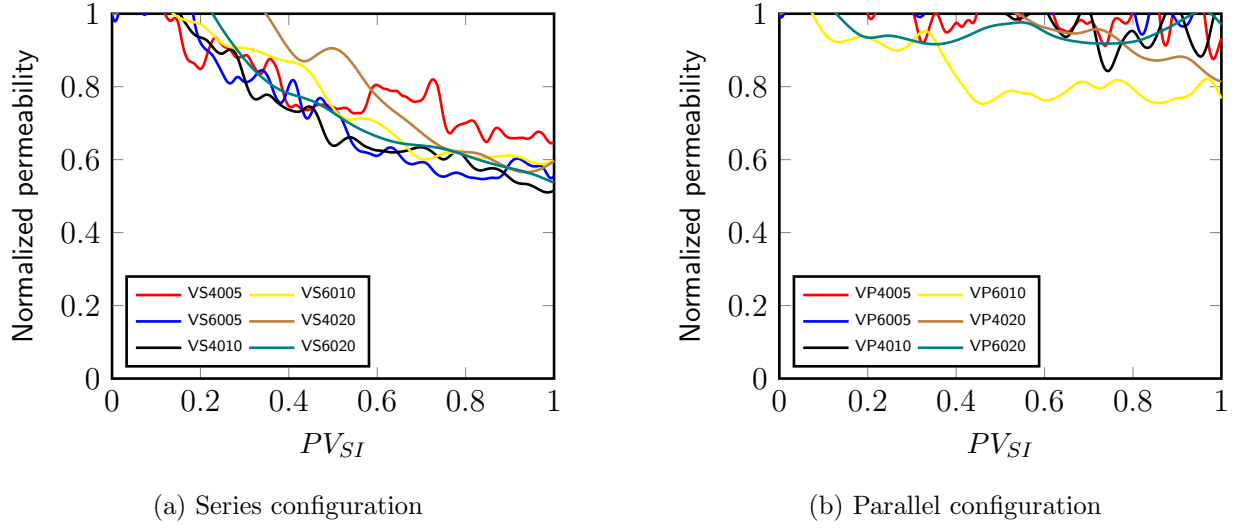 1
0.8
0.6
0.4
0.2
0
Normalized permeability
VS4005 VS6010
VS6005 VS4020
VS4010 VS6020
0 0.2 0.4 0.6 0.8 1
PV_SI
(a) Series configuration
1
0.8
0.6
0.4
0.2
0
Normalized permeability
VP4005 VP6010
VP6005 VP4020
VP4010 VP6020
0 0.2 0.4 0.6 0.8 1
PV_SI
(b) Parallel configuration